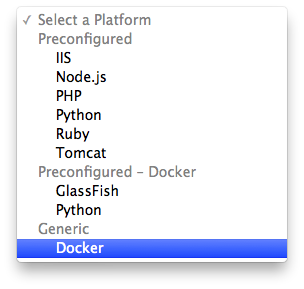 ✓ Select a Platform
Preconfigured
IIS
Node.js
PHP
Python
Ruby
Tomcat
Preconfigured – Docker
GlassFish
Python
Generic
Docker